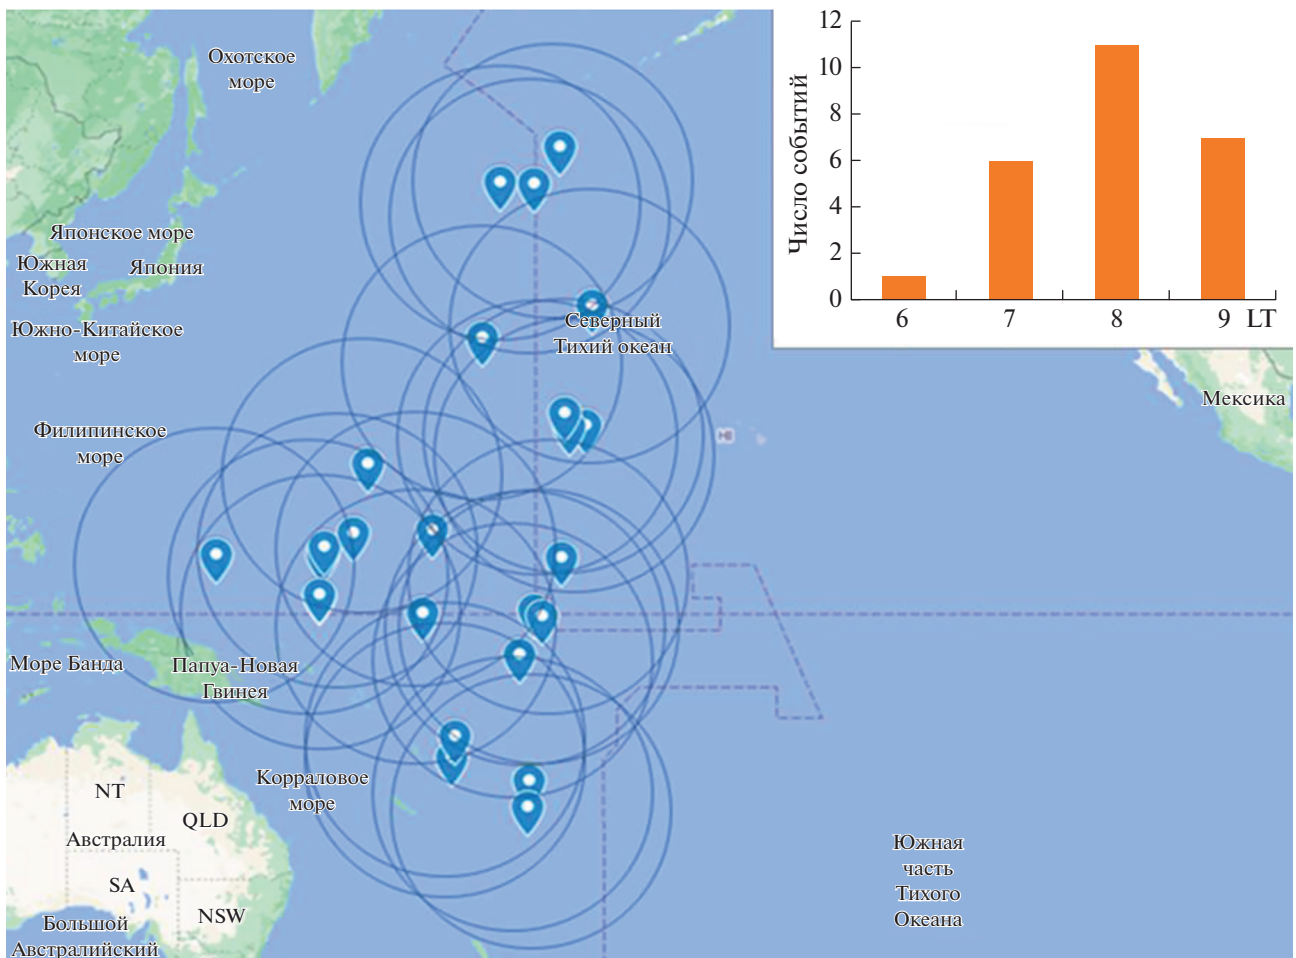 Охотское
море
Японское море
Южная
Корея
Япония
Южно-Китайское
море
Филипинское
море
Северный
Тихий океан
HI
Мексика
Море Банда
Папуа-Новая
Гвинея
Корраловое
море
NT
QLD
Австралия
SA
NSW
Большой
Австралийский
Южная
часть
Тихого
Океана
Число событий
12
10
8
6
4
2
0
6
7
8
9
LT